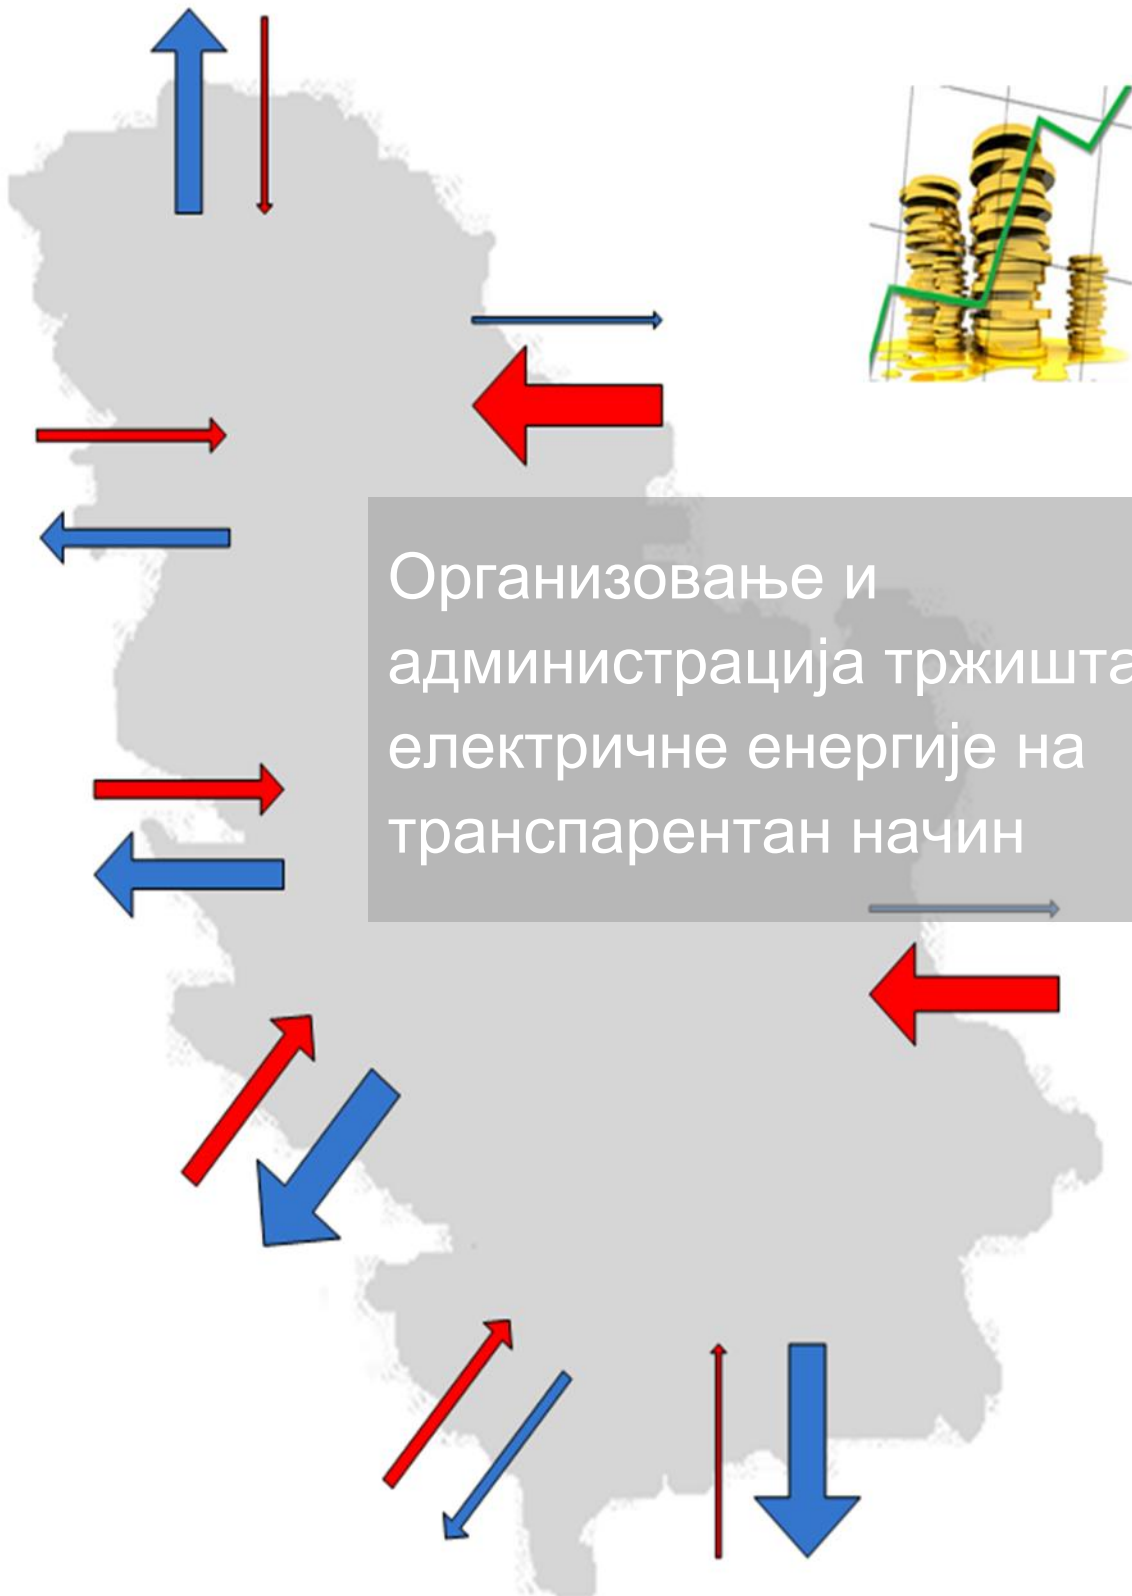 Организовање и
администрација тржишта
електричне енергије на
транспарентан начин